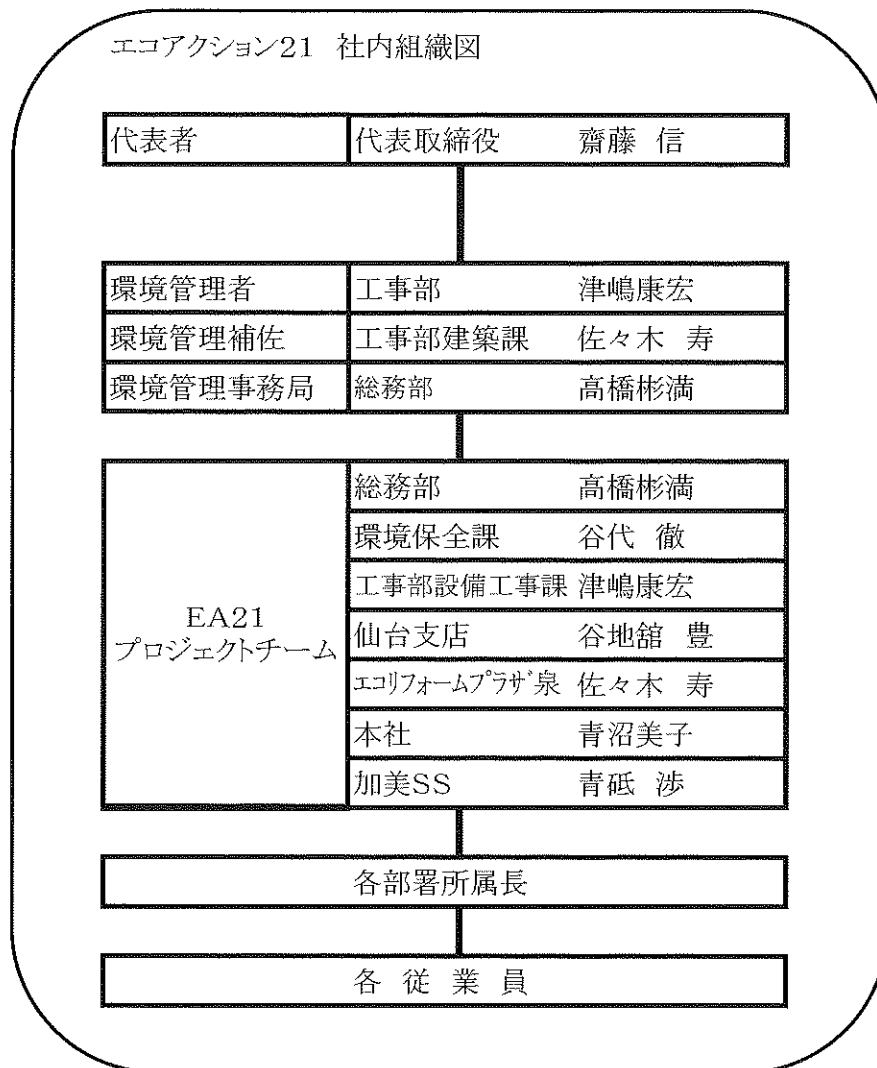 エコアクション21 社内組織図
代表者 代表取締役 齋藤 信
環境管理者 工事部 津嶋康宏
環境管理補佐 工事部建築課 佐々木 寿
環境管理事務局 総務部 高橋彬満
EA21
プロジェクトチーム
総務部 高橋彬満
環境保全課 谷代 徹
工事部設備工事課 津嶋康宏
仙台支店 谷地舘 豊
エコリフォームプラザ泉 佐々木 寿
本社 青沼美子
加美SS 青砥 渉
各部署所属長
各 従 業 員